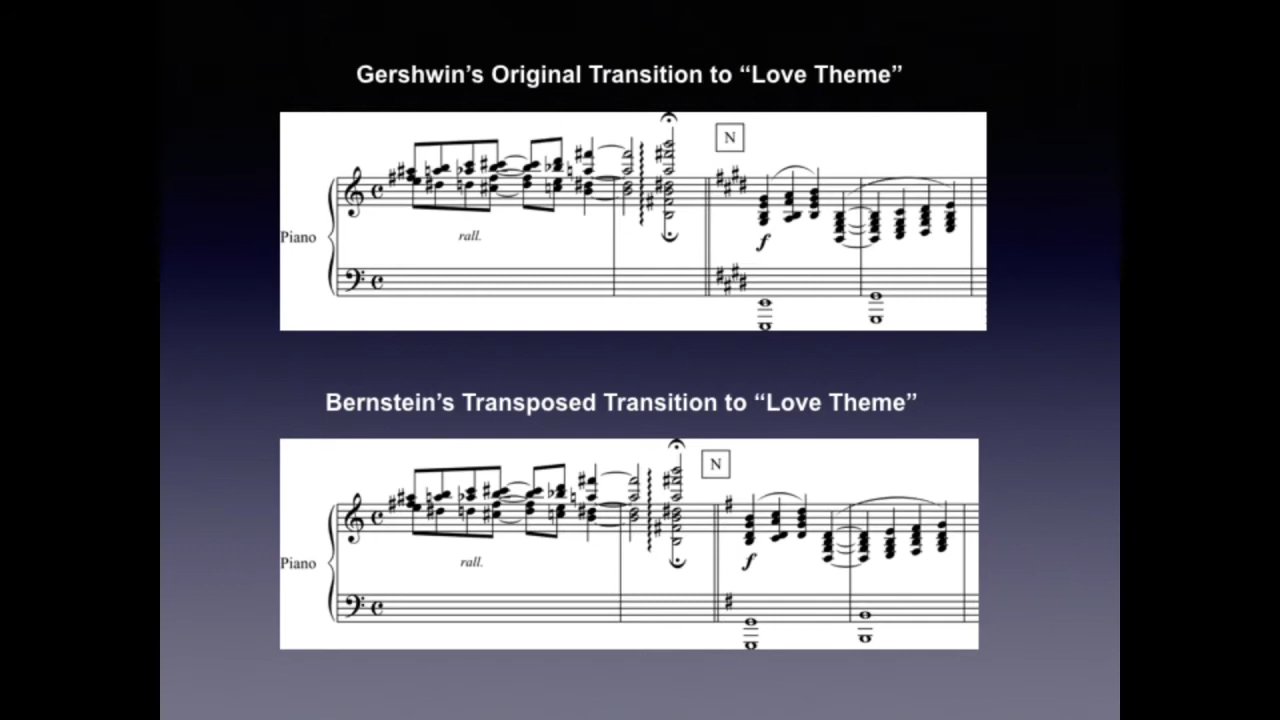 Gershwin’s Original Transition to “Love Theme”
N
Piano
rall.
f
Bernstein’s Transposed Transition to “Love Theme”
N
Piano
rall.
f